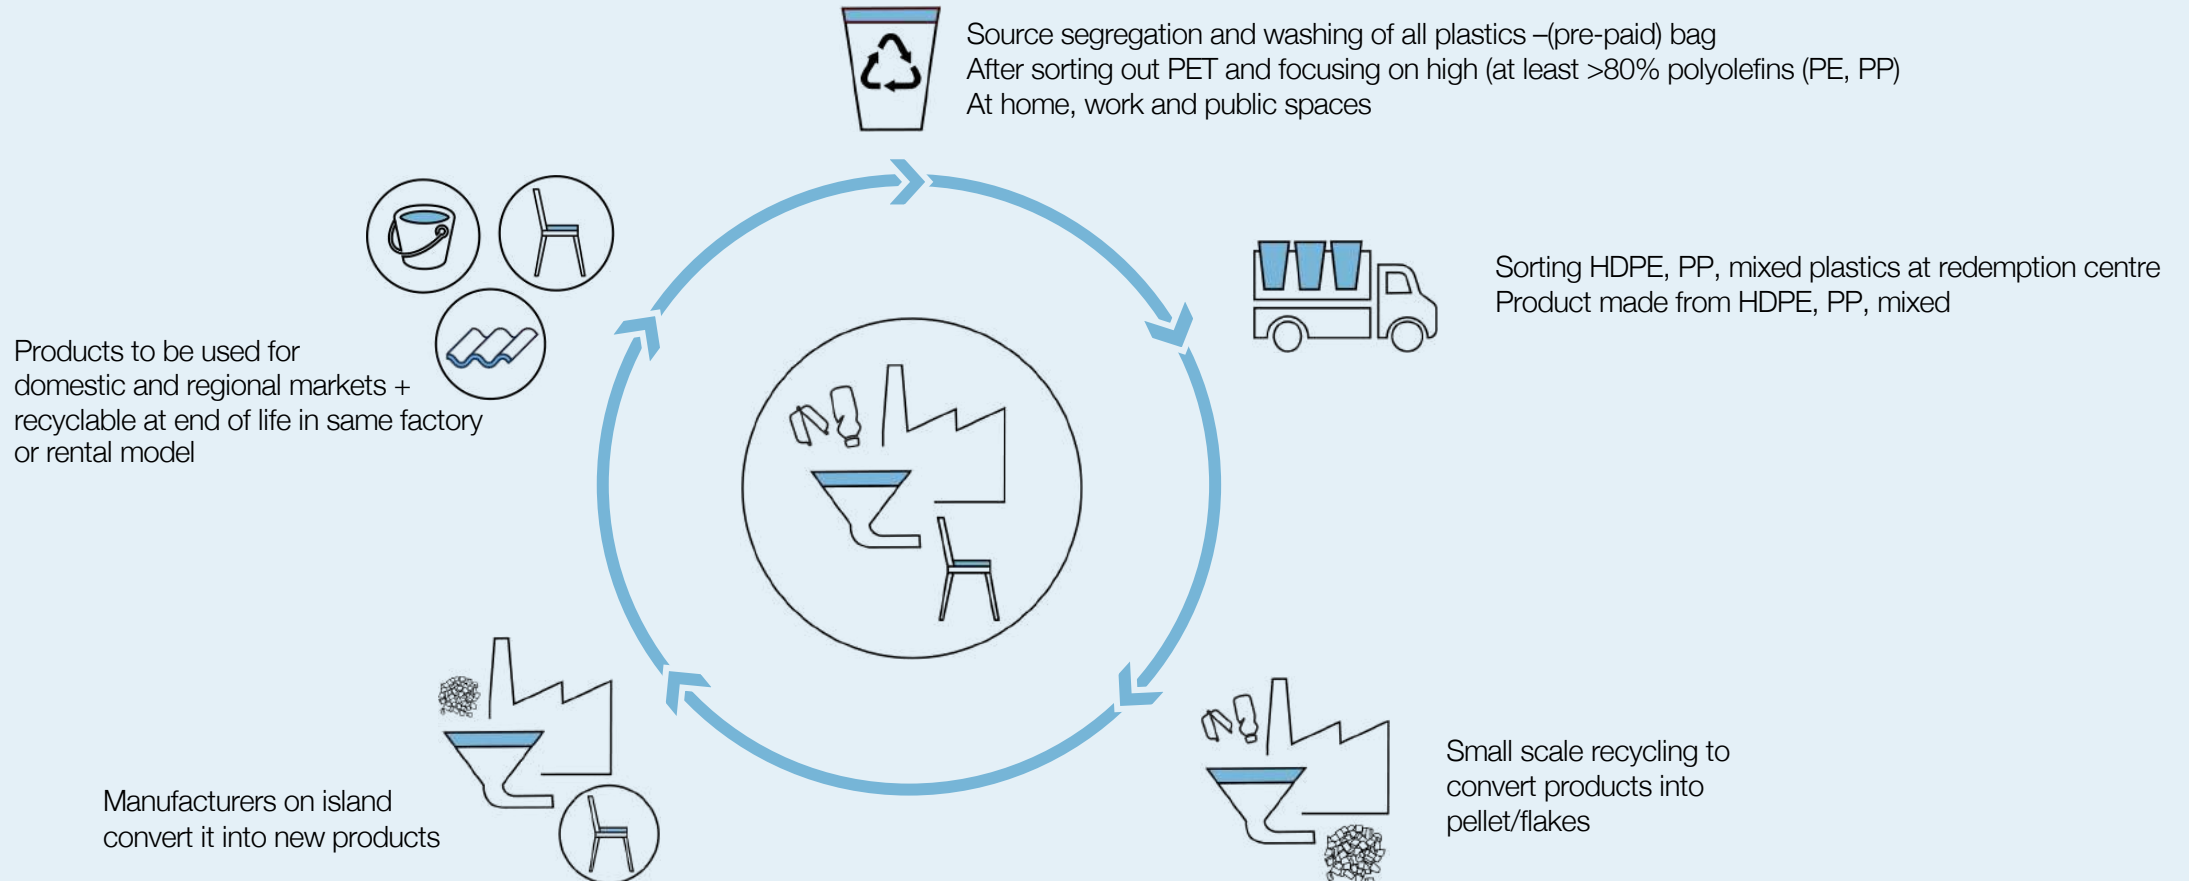 Source segregation and washing of all plastics –(pre-paid) bag
After sorting out PET and focusing on high (at least >80% polyolefins (PE, PP)
At home, work and public spaces
Sorting HDPE, PP, mixed plastics at redemption centre
Product made from HDPE, PP, mixed
Small scale recycling to
convert products into
pellet/flakes
Manufacturers on island
convert it into new products
Products to be used for
domestic and regional markets +
recyclable at end of life in same factory
or rental model